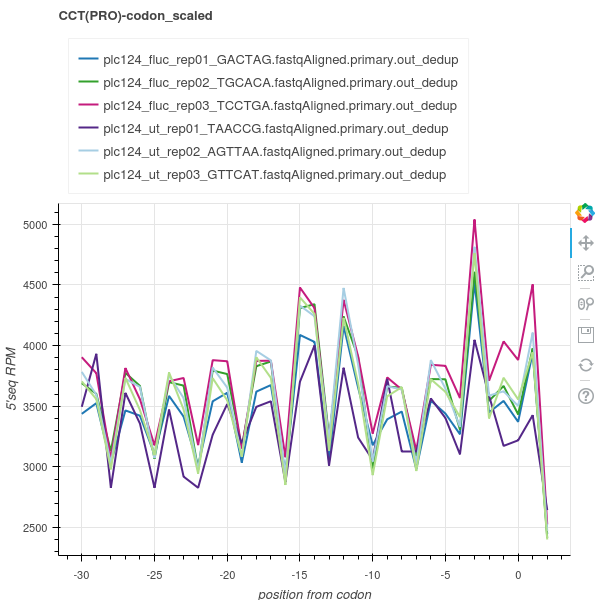 CCT(PRO)-codon_scaled
plc124_fluc_rep01_GACTAG.fastqAligned.primary.out_dedup
plc124_fluc_rep02_TGCACA.fastqAligned.primary.out_dedup
plc124_fluc_rep03_TCCTGA.fastqAligned.primary.out_dedup
plc124_ut_rep01_TAACCG.fastqAligned.primary.out_dedup
plc124_ut_rep02_AGTTAA.fastqAligned.primary.out_dedup
plc124_ut_rep03_GTTCAT.fastqAligned.primary.out_dedup
5000
4500
4000
3500
3000
2500
5'seq RPM
-30 -25 -20 -15 -10 -5 0
position from codon